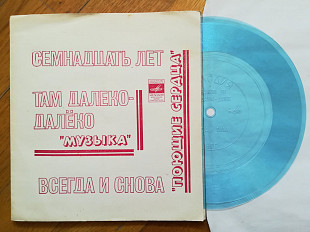 СЕМНАДЦАТЬ ЛЕТ
ТАМ ДАЛЕКО-
ДАЛЁКО
"МУЗЫКА"
ВСЕГДА И СНОВА
"ПОЮЩИЕ СЕРДЦА"